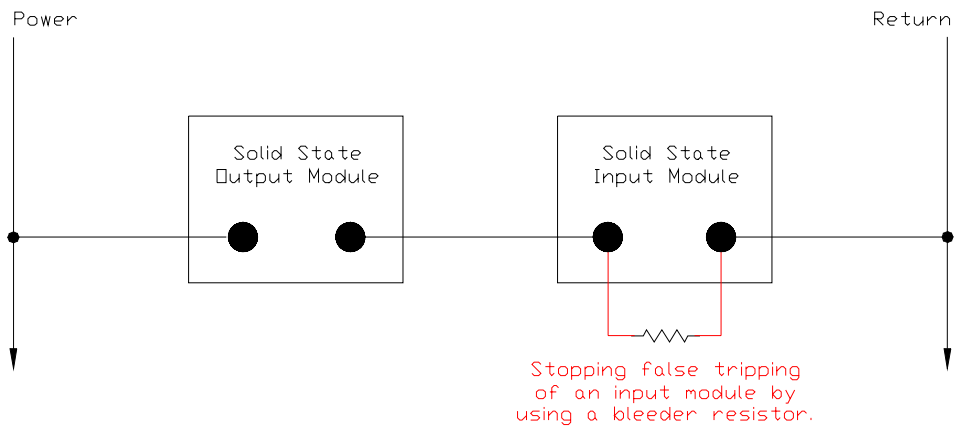 Power
Return
Solid State
Output Module
Solid State
Input Module
Stopping false tripping
of an input module by
using a bleeder resistor.